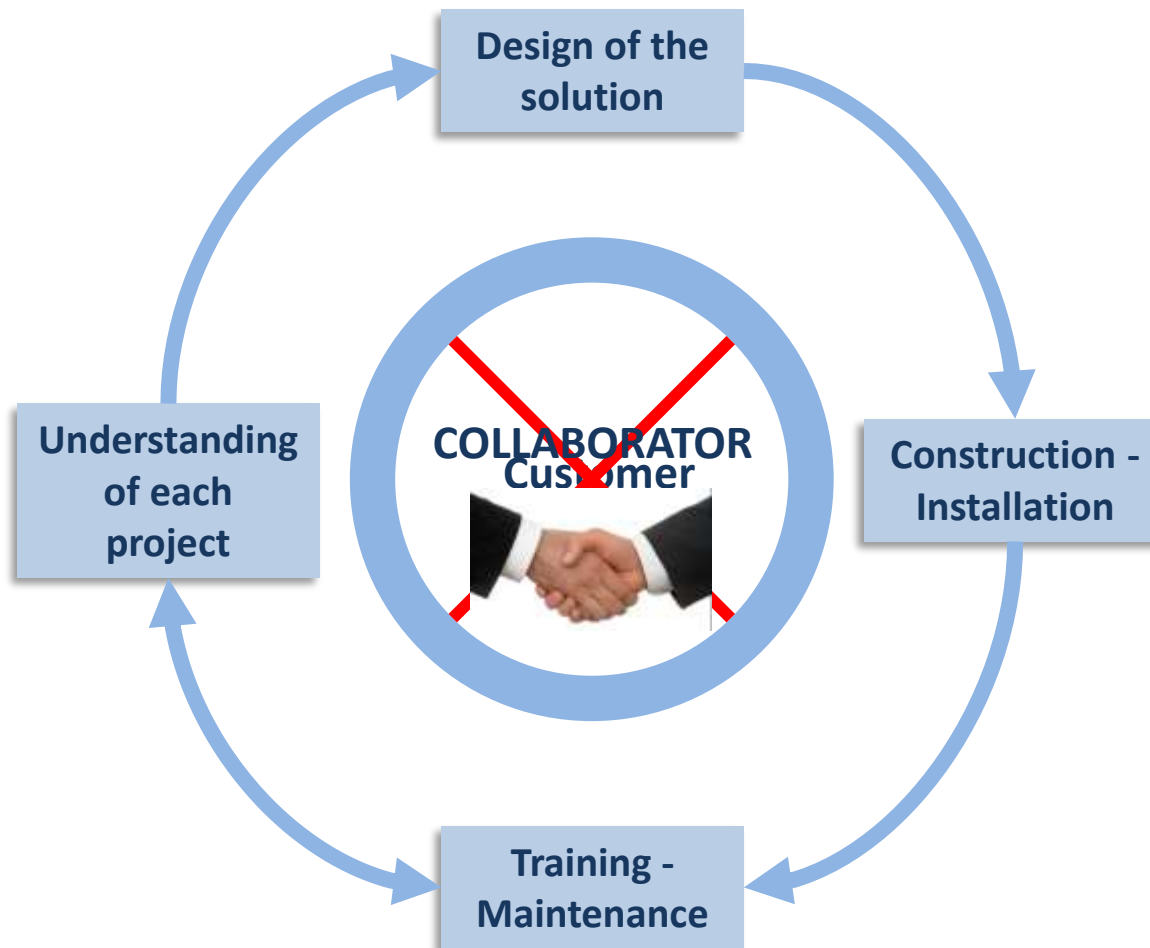 Design of the
solution
Understanding
of each
project
COLLABORATOR
Customer
Construction -
Installation
Training -
Maintenance